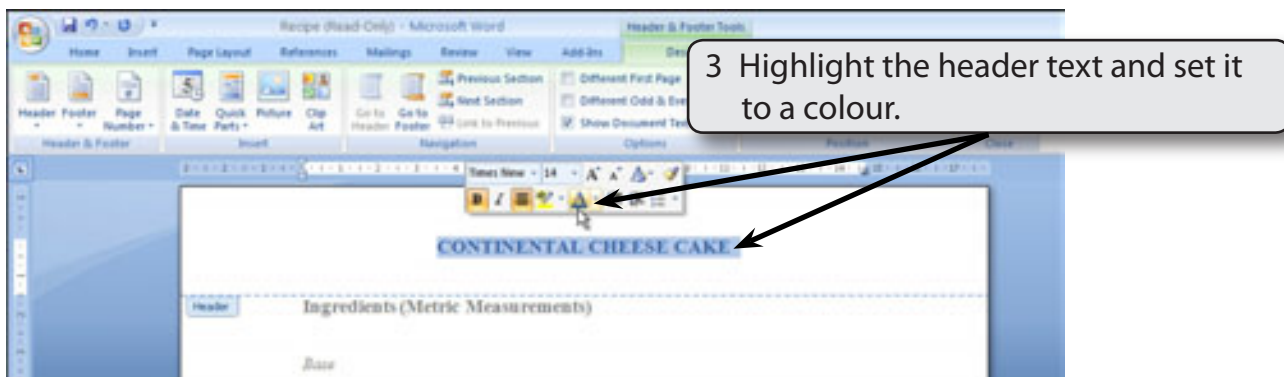 Recipe (Read-Only) - Microsoft Word
Header & Footer Tools
Home Insert Page Layout References Mailings Review View Add-Ins Des
3 Highlight the header text and set it
to a colour.
Header Footer Page Number
Date & Time Quick Parts Picture Clip Art
Go to Header Go to Footer
Previous Section
Next Section
Link to Previous
Different First Page
Different Odd & Eve
Show Document Tex
Header & Footer Insert Navigation Options Position Close
Times New 14
CONTINENTAL CHEESE CAKE
Header
Ingredients (Metric Measurements)
Base